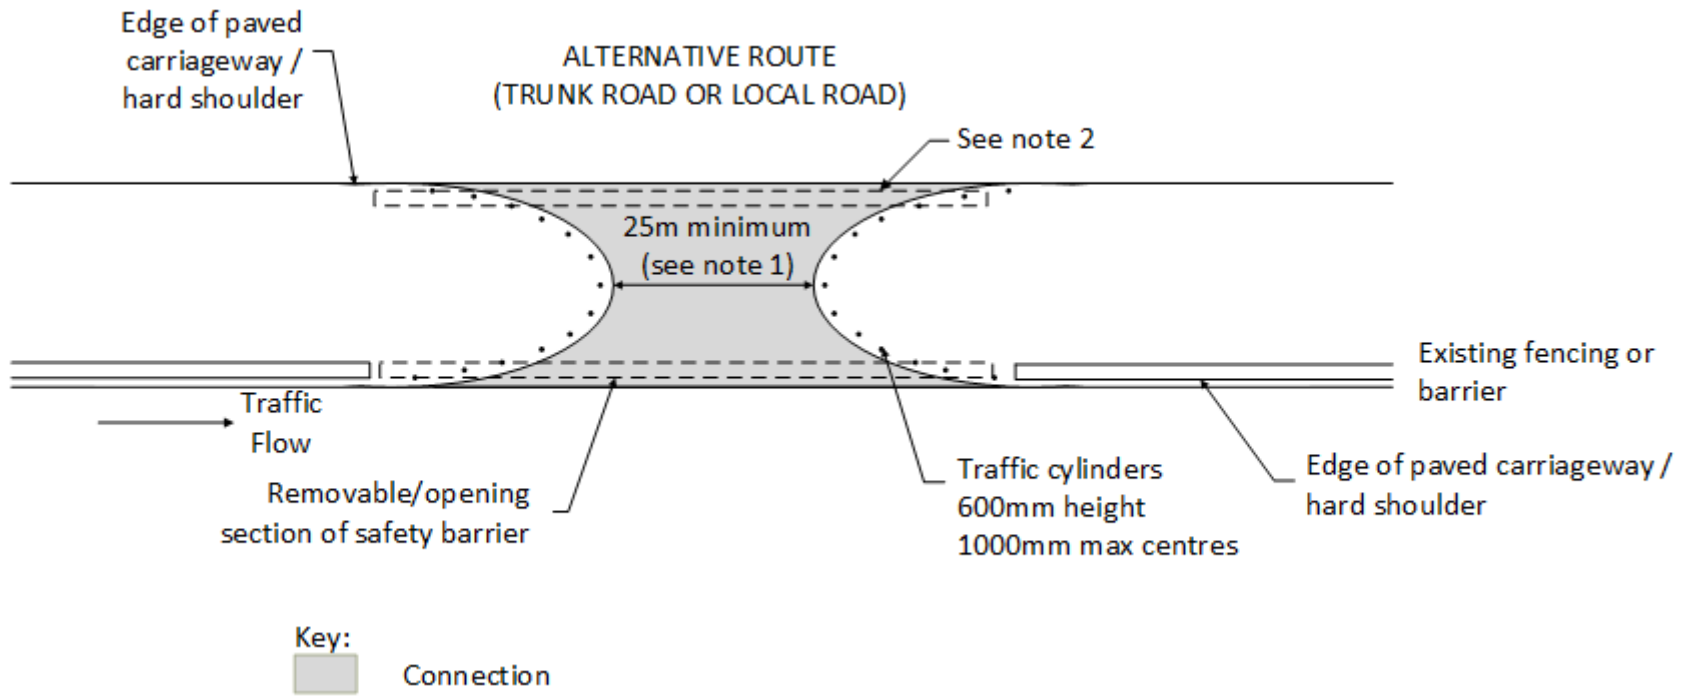 Edge of paved
carriageway /
hard shoulder
ALTERNATIVE ROUTE
(TRUNK ROAD OR LOCAL ROAD)
See note 2
25m minimum
(see note 1)
Existing fencing or
barrier
Traffic
Flow
Removable/opening
section of safety barrier
Traffic cylinders
600mm height
1000mm max centres
Edge of paved carriageway /
hard shoulder
Key:
Connection